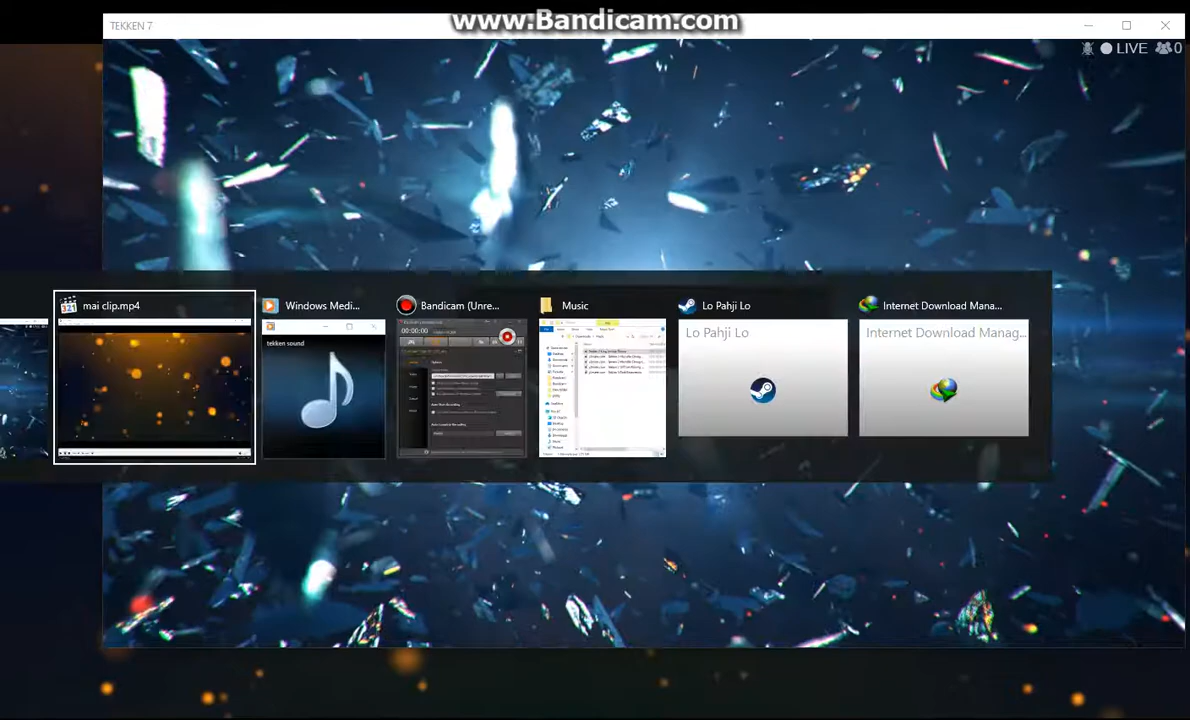 www.Bandicam.com
TEKKEN 7
LIVE 0
mai clip.mp4
Windows Medi...
Bandicam (Unre...
Music
Lo Pahji Lo
Internet Download Mana...
tekken sound
00:00:00
Lo Pahji Lo
Internet Download Manag...